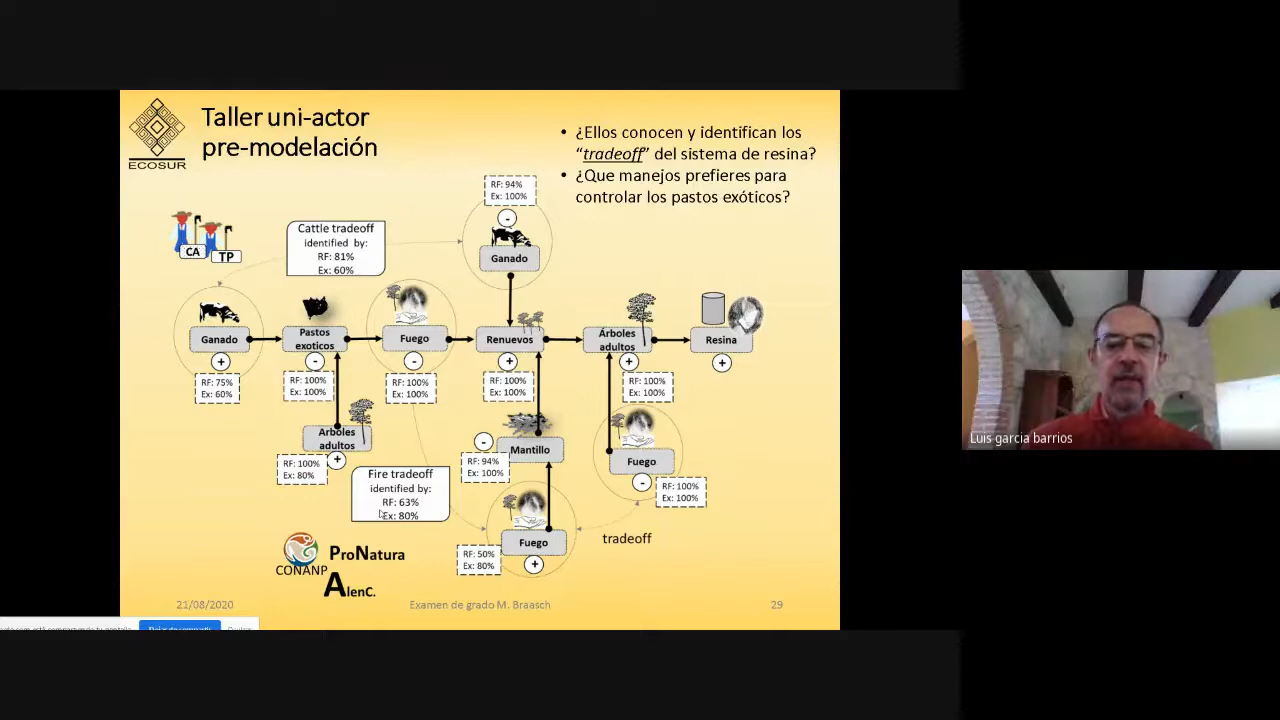 ECOSUR
Taller uni-actor
pre-modelación
• ¿Ellos conocen y identifican los
“tradeoff” del sistema de resina?
• ¿Que manejos prefieres para
controlar los pastos exóticos?
CA
TP
Cattle tradeoff
identified by:
RF: 81%
Ex: 60%
RF: 94%
Ex: 100%
-
Ganado
Ganado
+
RF: 75%
Ex: 60%
Pastos
exoticos
-
RF: 100%
Ex: 100%
Fuego
-
RF: 100%
Ex: 100%
Renuevos
+
RF: 100%
Ex: 100%
Árboles
adultos
+
RF: 100%
Ex: 100%
Resina
+
Arboles
adultos
+
RF: 100%
Ex: 80%
Fire tradeoff
identified by:
RF: 63%
Ex: 80%
Mantillo
-
RF: 94%
Ex: 100%
Fuego
-
RF: 100%
Ex: 100%
Fuego
+
RF: 50%
Ex: 80%
tradeoff
CONANP
ProNatura
AlenC.
21/08/2020
Examen de grado M. Braasch
29
Luis garcia barrios